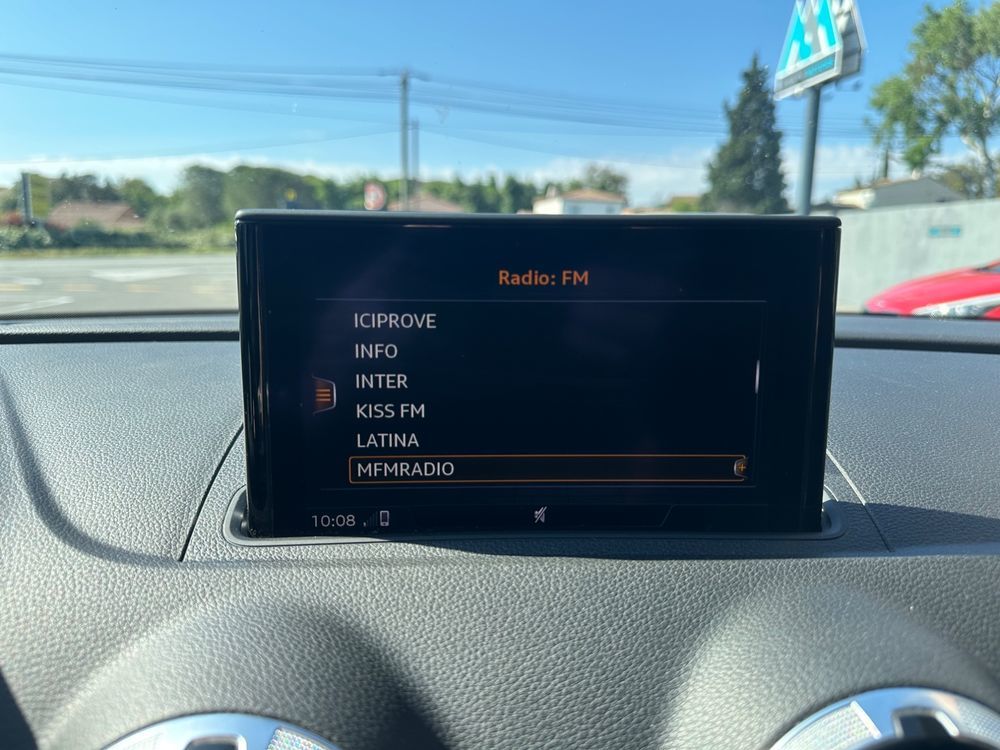 Radio: FM
ICIPROVE
INFO
INTER
KISS FM
LATINA
MFMRADIO
10:08